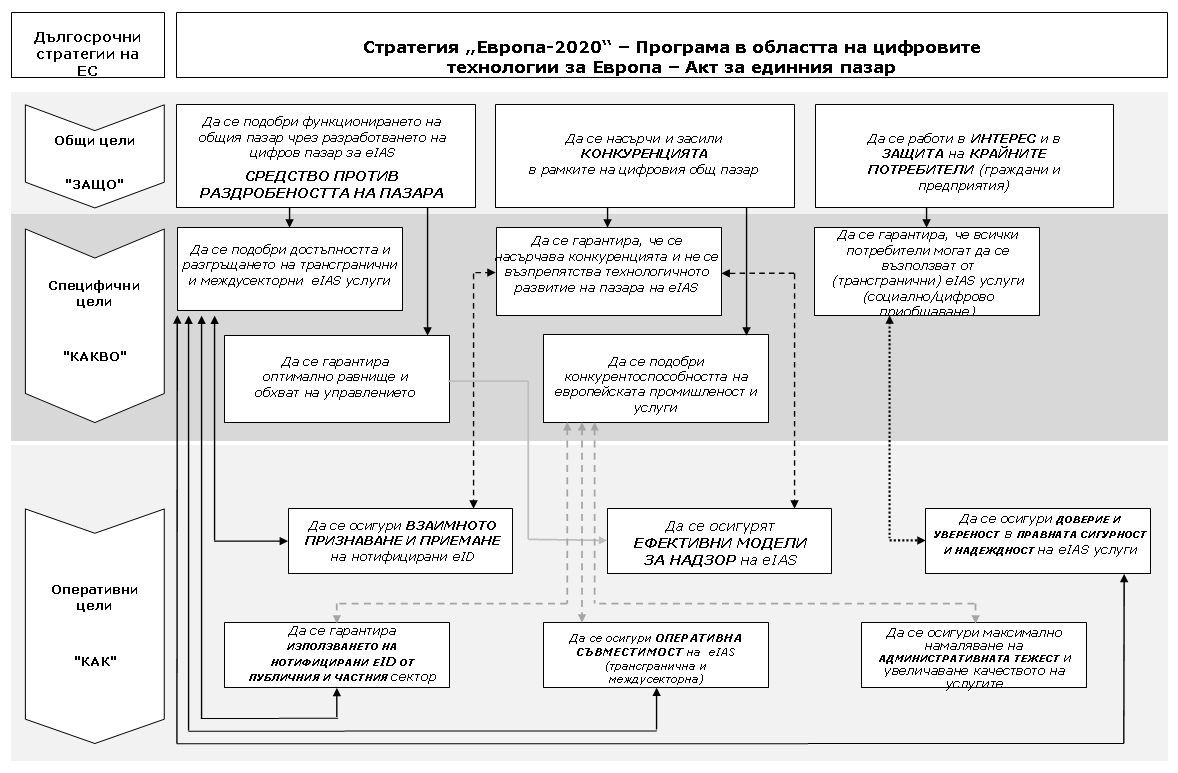 Дългосрочни
стратегии на
ЕС
Стратегия „Европа-2020“ – Програма в областта на цифровите
технологии за Европа – Акт за единния пазар
Общи цели
"ЗАЩО"
Да се подобри функционирането на
общия пазар чрез разработването на
цифров пазар за eIAS
СРЕДСТВО ПРОТИВ
РАЗДРОБЕНОСТТА НА ПАЗАРА
Да се насърчи и засили
КОНКУРЕНЦИЯТА
в рамките на цифровия общ пазар
Да се работи в ИНТЕРЕС и в
ЗАЩИТА на КРАЙНИТЕ
ПОТРЕБИТЕЛИ (граждани и
предприятия)
Специфични
цели
"КАКВО"
Да се подобри достъпността и
разгръщането на трансгранични
и междусекторни eIAS услуги
Да се гарантира, че се
насърчава конкуренцията и не се
възпрепятства технологичното
развитие на пазара на eIAS
Да се гарантира, че всички
потребители могат да се
възползват от
(трансгранични) eIAS услуги
(социално/цифрово
приобщаване)
Да се гарантира
оптимално равнище и
обхват на управлението
Да се подобри
конкурентоспособността на
европейската промишленост и
услуги
Оперативни
цели
"КАК"
Да се осигури ВЗАИМНОТО
ПРИЗНАВАНЕ И ПРИЕМАНЕ
на нотифицирани eID
Да се осигурят
ЕФЕКТИВНИ МОДЕЛИ
ЗА НАДЗОР на eIAS
Да се осигури ДОВЕРИЕ И
УВЕРЕНОСТ в ПРАВНАТА СИГУРНОСТ
И НАДЕЖДНОСТ на eIAS услуги
Да се гарантира
ИЗПОЛЗВАНЕТО НА
НОТИФИЦИРАНИ eID ОТ
ПУБЛИЧНИЯ И ЧАСТНИЯ сектор
Да се осигури ОПЕРАТИВНА
СЪВМЕСТИМОСТ на eIAS
(трансгранична и
междусекторна)
Да се осигури максимално
намаляване на
АДМИНИСТРАТИВНАТА ТЕЖЕСТ и
увеличаване качеството на
услугите